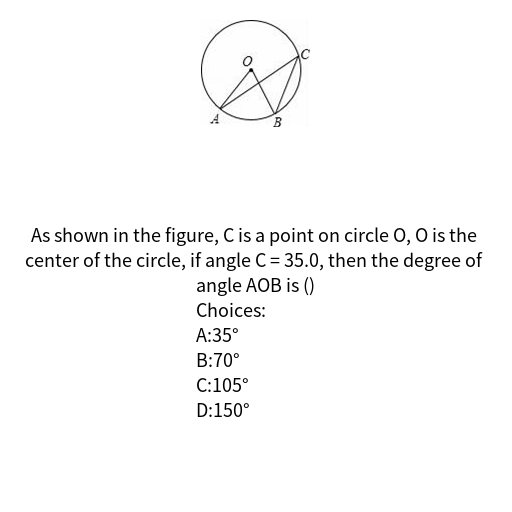 O
C
A
B
As shown in the figure, C is a point on circle O, O is the
center of the circle, if angle C = 35.0, then the degree of
angle AOB is ()
Choices:
A:35°
B:70°
C:105°
D:150°